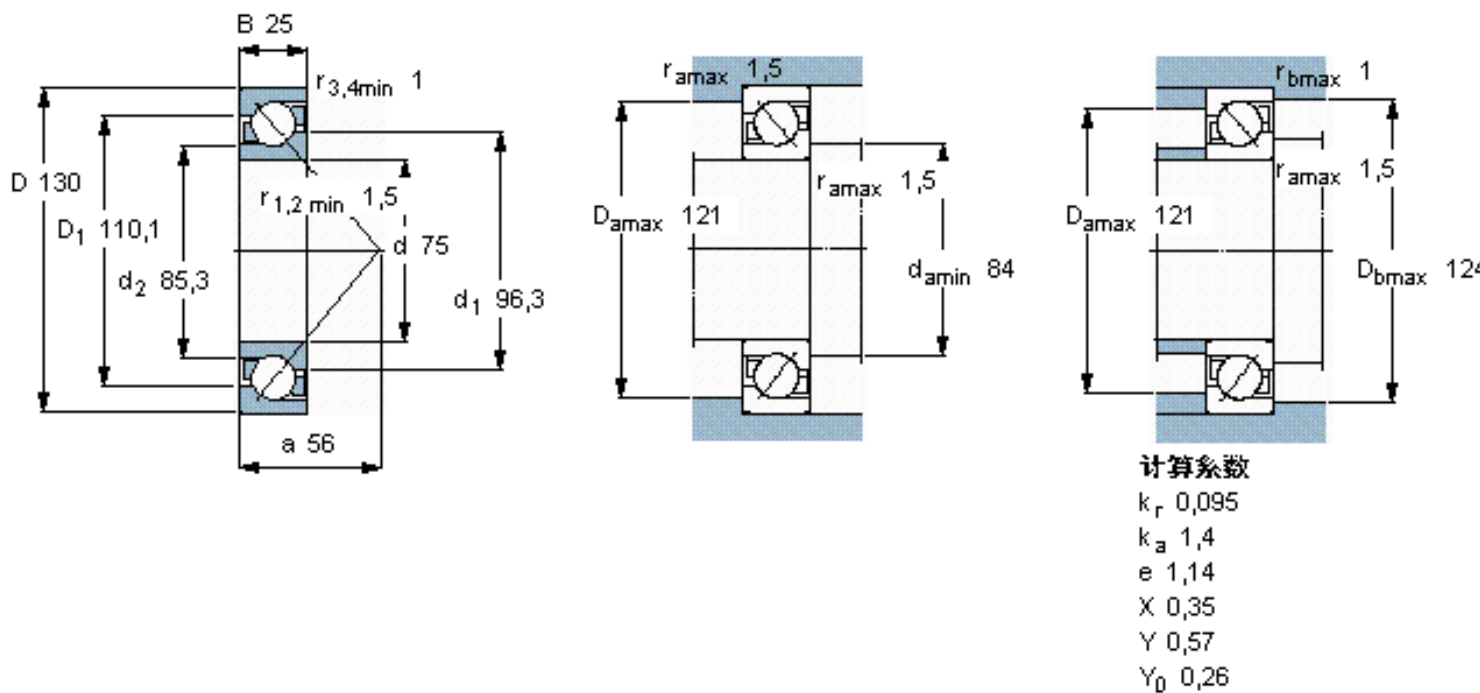 B 25
r3,4min 1
D 130
D1 110,1
d2 85,3
r1,2 min 1,5
d 75
d1 96,3
a 56
ramax 1,5
Damax 121
ramax 1,5
damin 84
rbmax 1
ramax 1,5
Damax 121
Dbmax 124
计算系数
kr 0,095
ka 1,4
e 1,14
X 0,35
Y 0,57
Y0 0,26